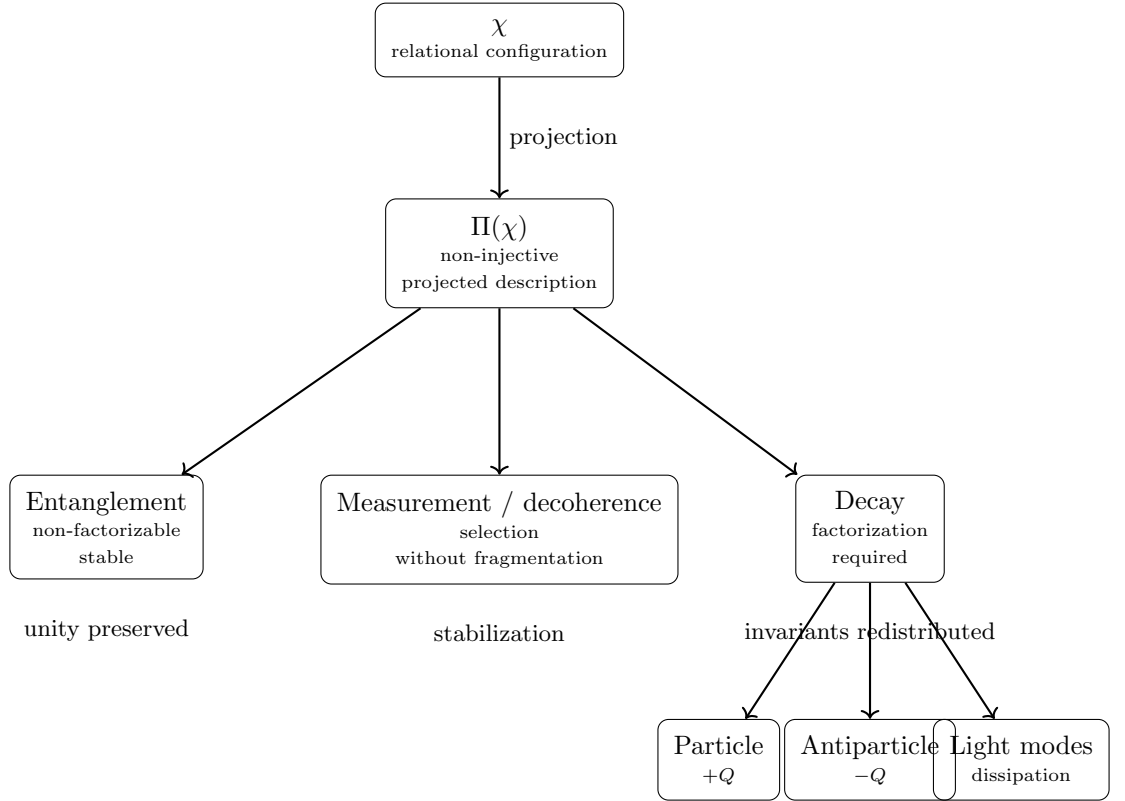 χ
relational configuration
projection
Π(χ)
non-injective
projected description
Entanglement
non-factorizable
stable
Measurement / decoherence
selection
without fragmentation
Decay
factorization
required
unity preserved
stabilization
invariants redistributed
Particle
+Q
Antiparticle
−Q
Light modes
dissipation